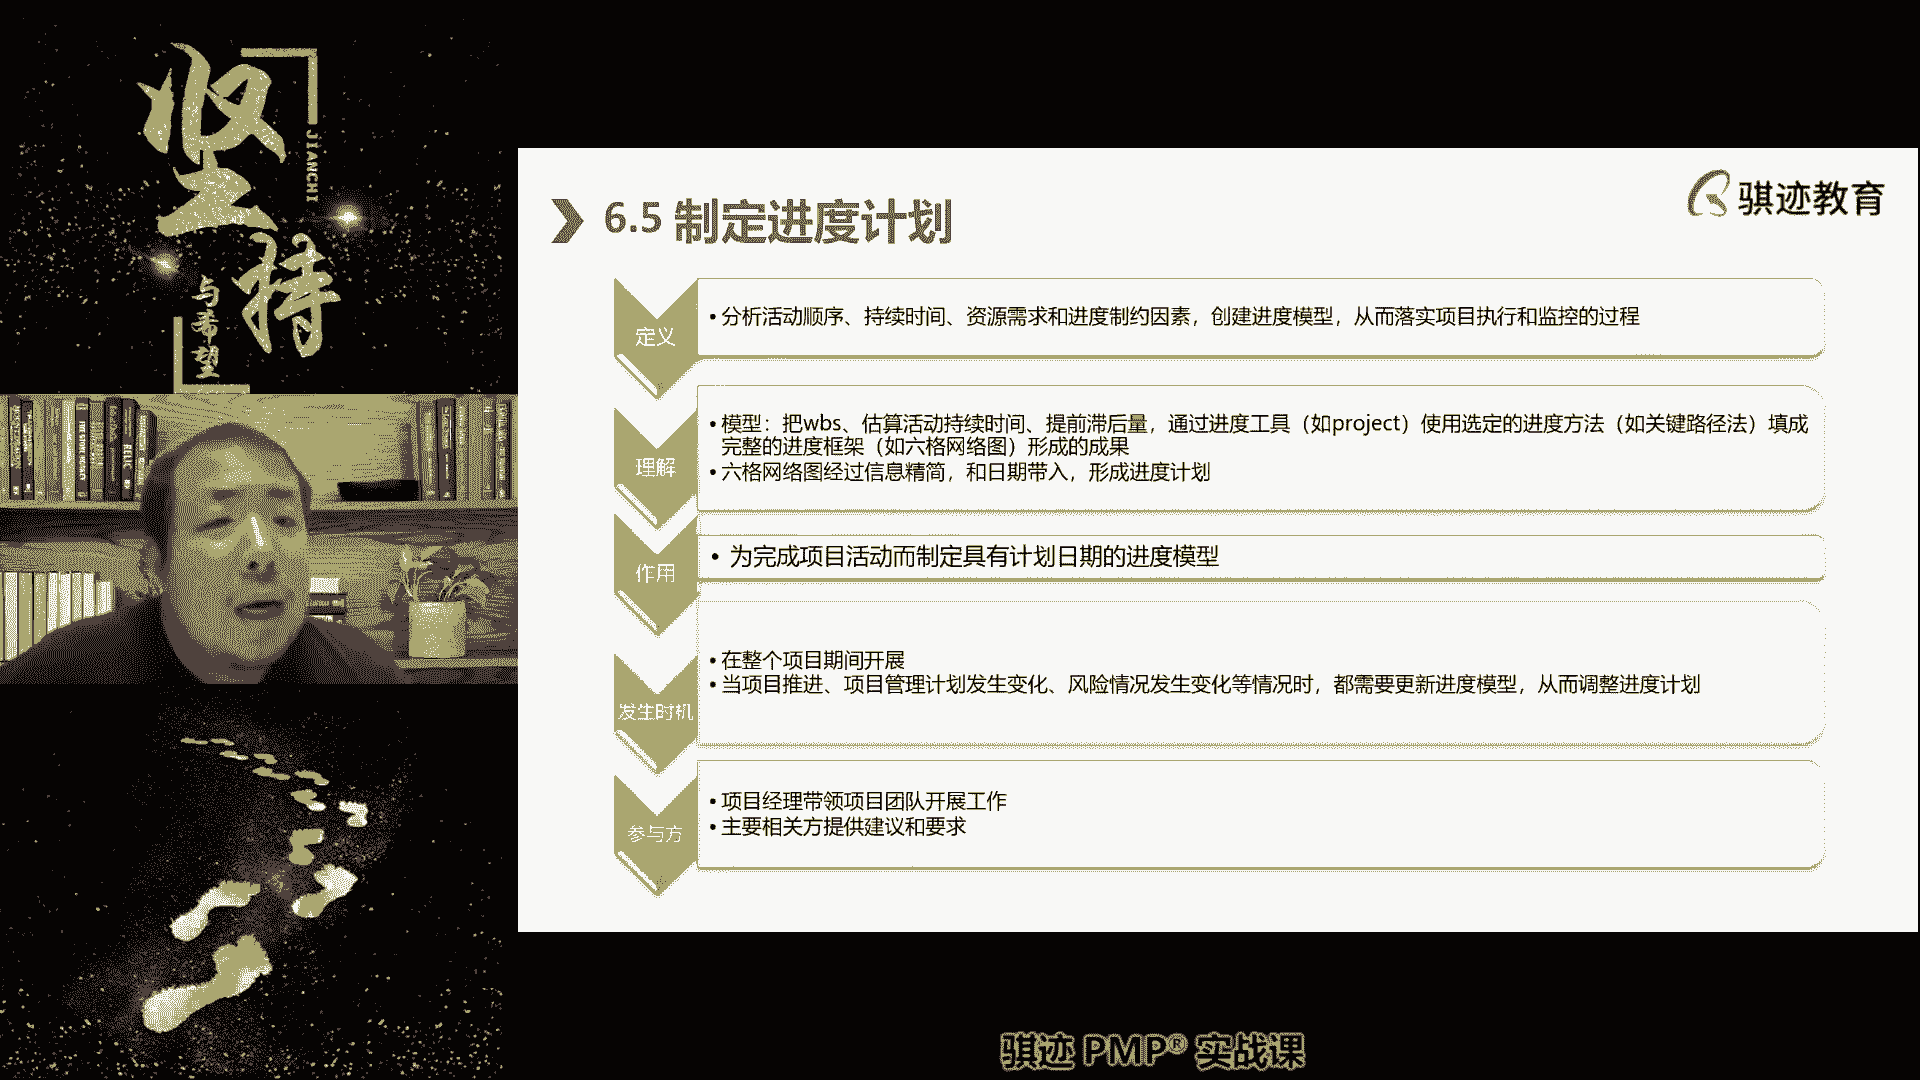 坚
持
JIANCHI
与希望
骐迹教育
6.5 制定进度计划
定义
• 分析活动顺序、持续时间、资源需求和进度制约因素，创建进度模型，从而落实项目执行和监控的过程
理解
• 模型：把wbs、估算活动持续时间、提前滞后量，通过进度工具（如project）使用选定的进度方法（如关键路径法）填成
完整的进度框架（如六格网络图）形成的成果
• 六格网络图经过信息精简，和日期带入，形成进度计划
作用
• 为完成项目活动而制定具有计划日期的进度模型
发生时机
• 在整个项目期间开展
• 当项目推进、项目管理计划发生变化、风险情况发生变化等情况时，都需要更新进度模型，从而调整进度计划
参与方
• 项目经理带领项目团队开展工作
• 主要相关方提供建议和要求
骐迹 PMP® 实战课